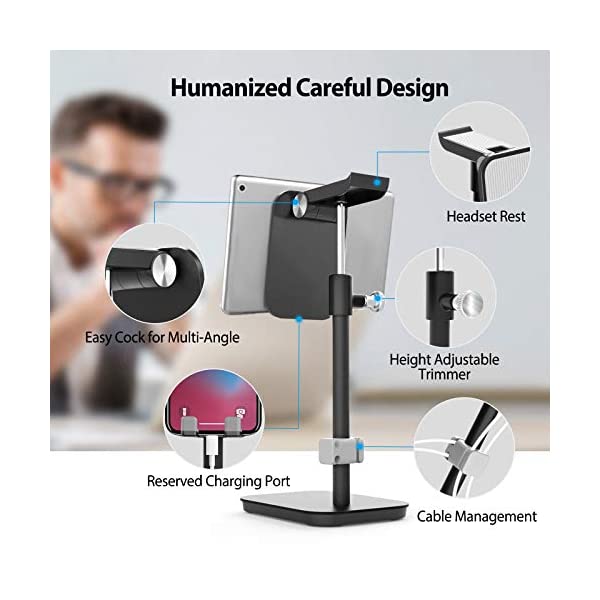 Humanized Careful Design
Headset Rest
Easy Cock for Multi-Angle
Height Adjustable
Trimmer
Reserved Charging Port
Cable Management